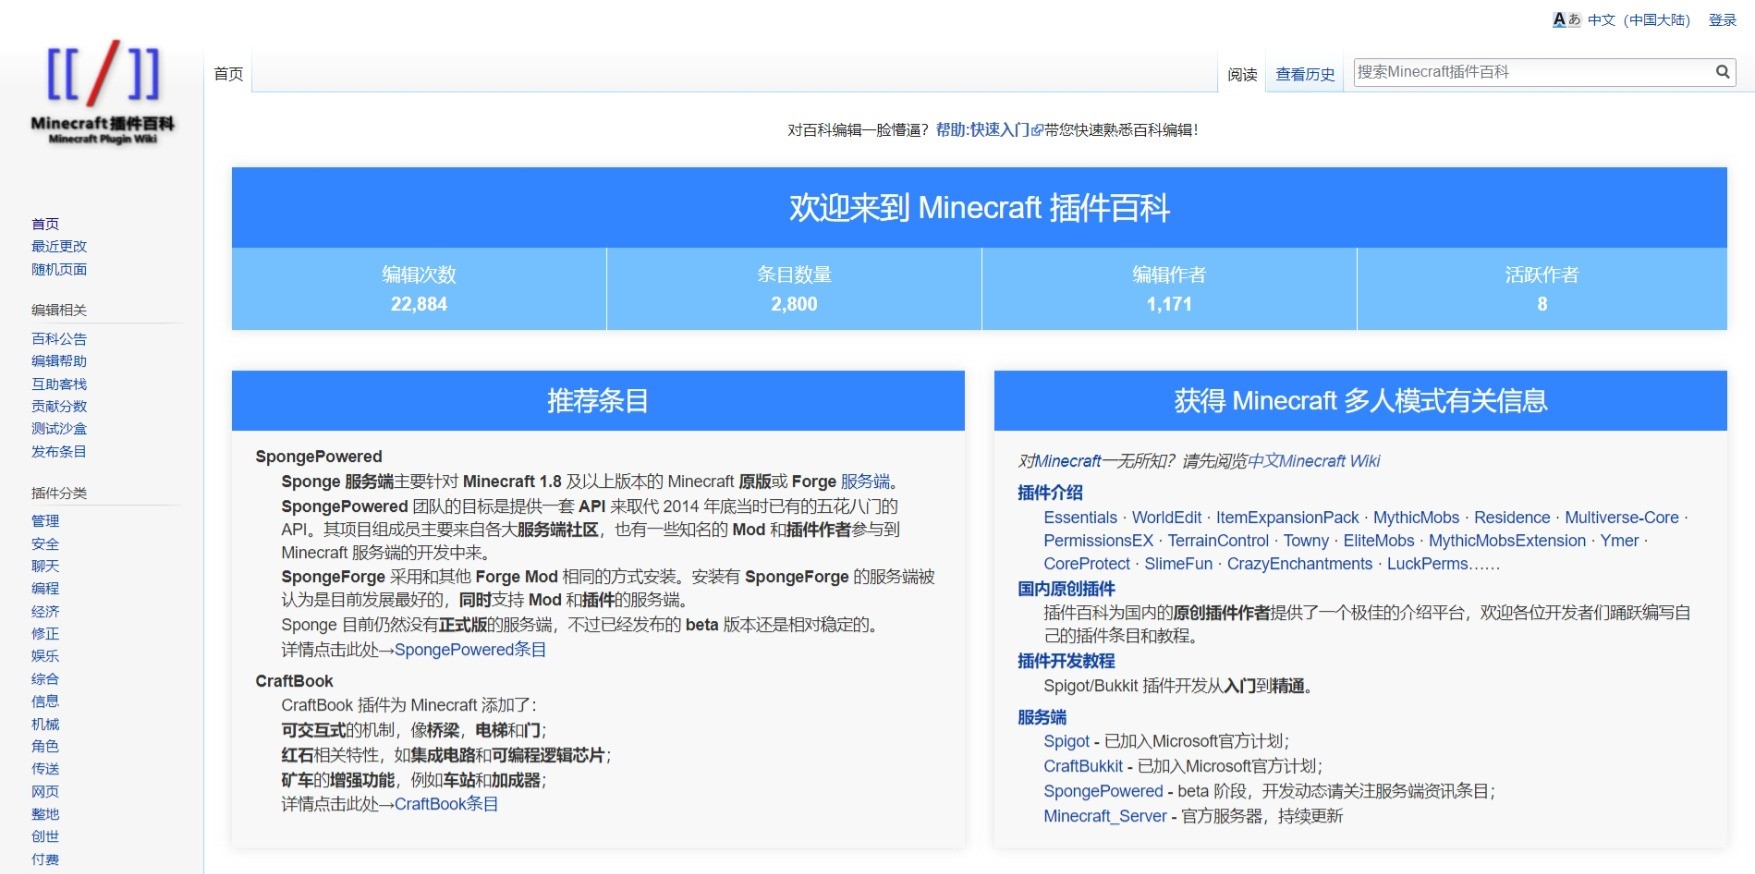 中文（中国大陆）
登录
[[/]]
Minecraft插件百科
Minecraft Plugin Wiki
首页
阅读
查看历史
搜索Minecraft插件百科
首页
最近更改
随机页面
编辑相关
百科公告
编辑帮助
互助客栈
贡献分数
测试沙盒
发布条目
插件分类
管理
安全
聊天
编程
经济
修正
娱乐
综合
信息
机械
角色
传送
网页
整地
创世
付费
对百科编辑一脸懵逼？帮助:快速入门带您快速熟悉百科编辑！
欢迎来到 Minecraft 插件百科
编辑次数
22,884
条目数量
2,800
编辑作者
1,171
活跃作者
8
推荐条目
SpongePowered
Sponge 服务端主要针对 Minecraft 1.8 及以上版本的 Minecraft 原版或 Forge 服务端。
SpongePowered 团队的目标是提供一套 API 来取代 2014 年底当时已有的五花八门的
API。其项目组成员主要来自各大服务端社区，也有一些知名的 Mod 和插件作者参与到
Minecraft 服务端的开发中来。
SpongeForge 采用和其他 Forge Mod 相同的方式安装。安装有 SpongeForge 的服务端被
认为是目前发展最好的，同时支持 Mod 和插件的服务端。
Sponge 目前仍然没有正式版的服务端，不过已经发布的 beta 版本还是相对稳定的。
详情点击此处→SpongePowered条目
CraftBook
CraftBook 插件为 Minecraft 添加了：
可交互式的机制，像桥梁，电梯和门；
红石相关特性，如集成电路和可编程逻辑芯片；
矿车的增强功能，例如车站和加成器；
详情点击此处→CraftBook条目
获得 Minecraft 多人模式有关信息
对Minecraft一无所知？请先阅览中文Minecraft Wiki
插件介绍
Essentials · WorldEdit · ItemExpansionPack · MythicMobs · Residence · Multiverse-Core ·
PermissionsEX · TerrainControl · Towny · EliteMobs · MythicMobsExtension · Ymer ·
CoreProtect · SlimeFun · CrazyEnchantments · LuckPerms……
国内原创插件
插件百科为国内的原创插件作者提供了一个极佳的介绍平台，欢迎各位开发者们踊跃编写自
己的插件条目和教程。
插件开发教程
Spigot/Bukkit 插件开发从入门到精通。
服务端
Spigot - 已加入Microsoft官方计划；
CraftBukkit - 已加入Microsoft官方计划；
SpongePowered - beta 阶段，开发动态请关注服务端资讯条目；
Minecraft_Server - 官方服务器，持续更新